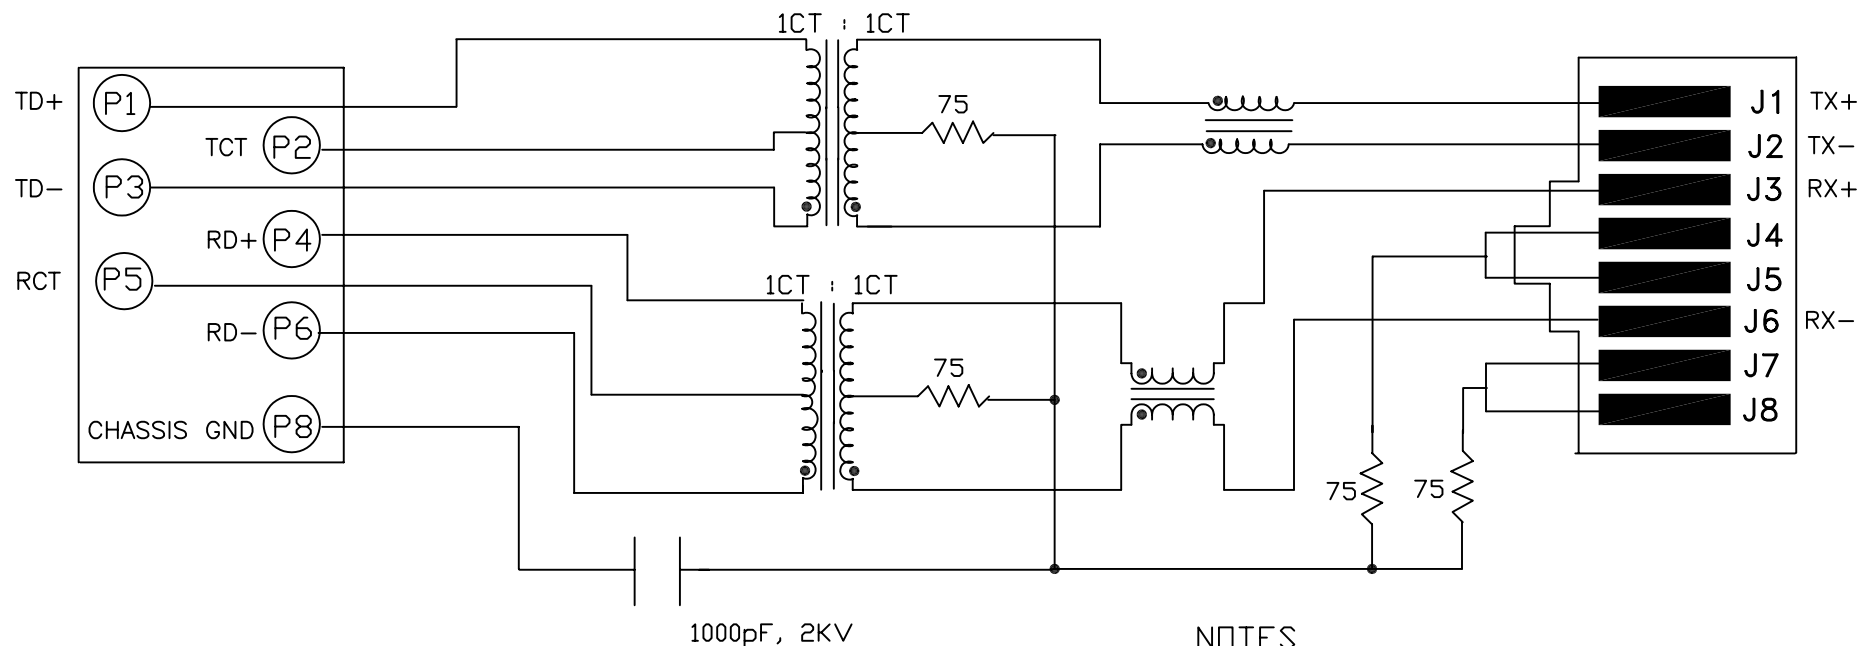 1CT : 1CT
TD+ P1
TCT P2
TD- P3
RD+ P4
RCT P5
RD- P6
CHASSIS GND P8
75
1CT : 1CT
75
J1 TX+
J2 TX-
J3 RX+
J4
J5
J6 RX-
J7
J8
75
75
1000pF, 2KV
NOTES